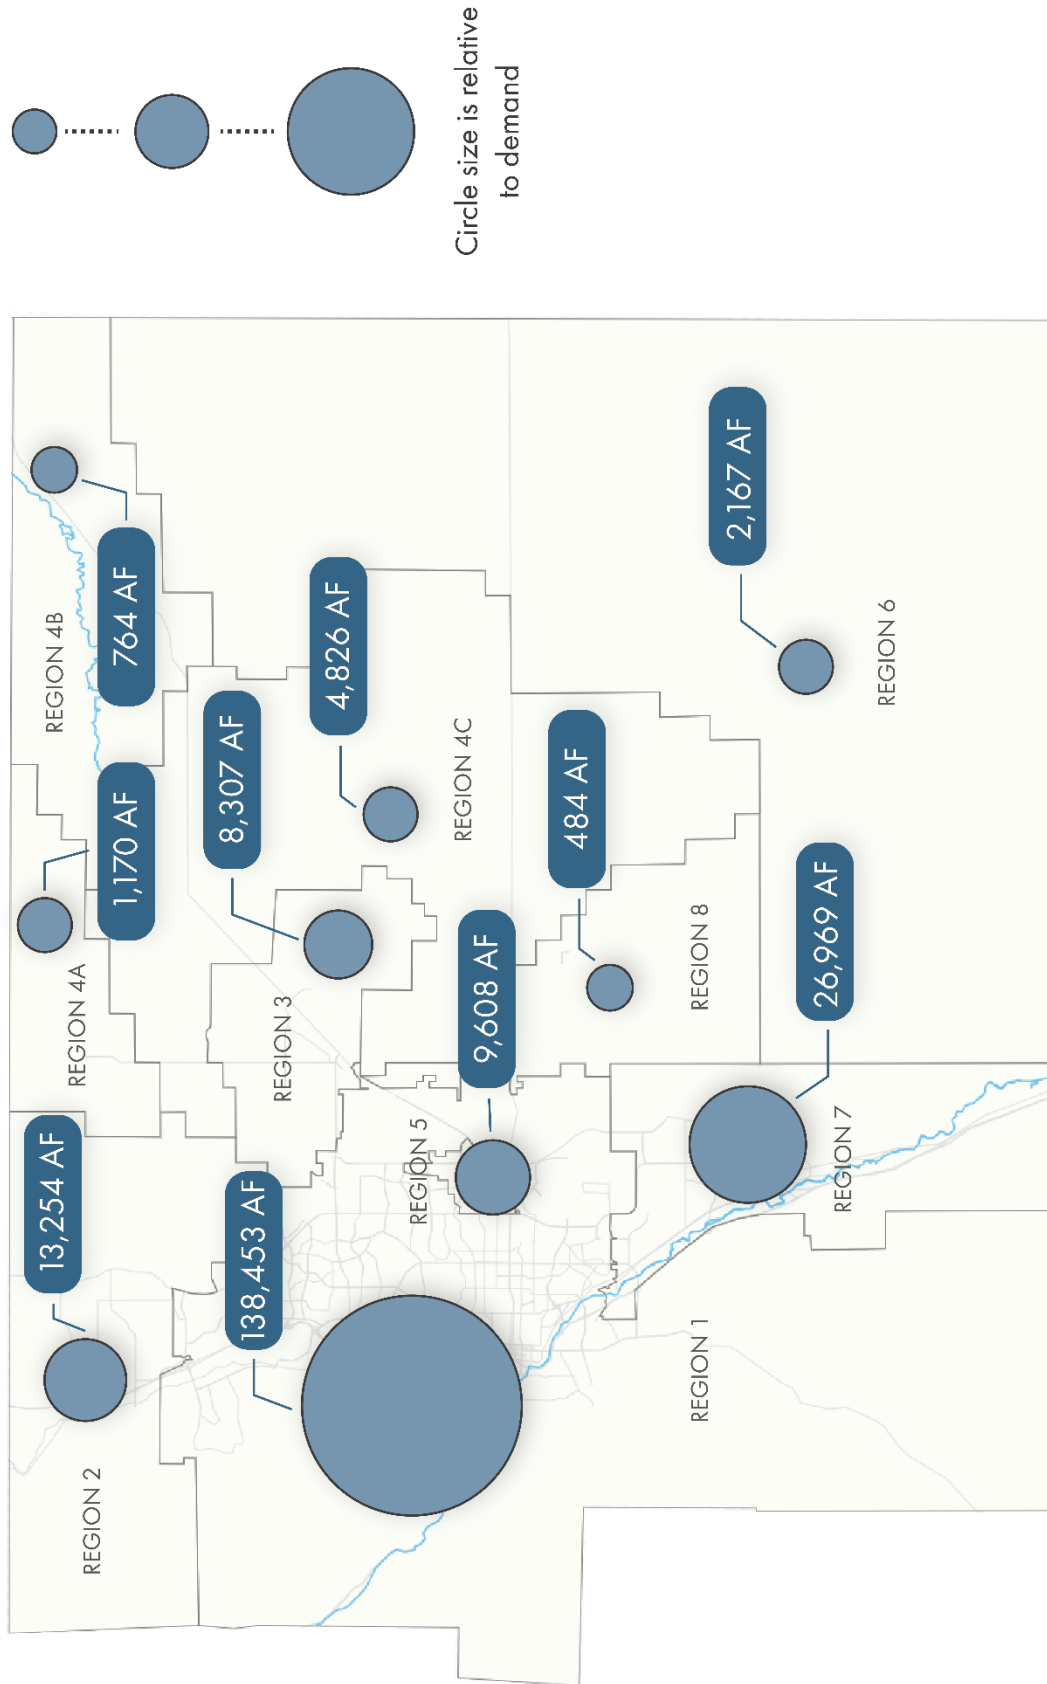 13,254 AF
REGION 4B
REGION 4A
REGION 2
1,170 AF
764 AF
8,307 AF
138,453 AF
REGION 3
4,826 AF
REGION 5
REGION 4C
9,608 AF
484 AF
REGION 1
REGION 8
2,167 AF
26,969 AF
REGION 7
REGION 6
Circle size is relative
to demand